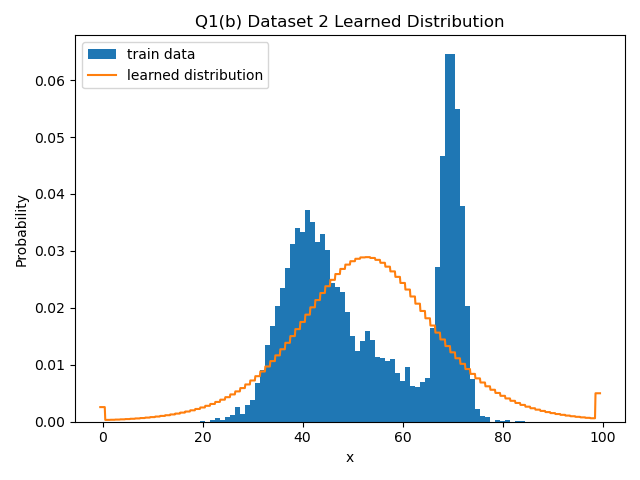 Q1(b) Dataset 2 Learned Distribution
train data
learned distribution
Probability
0.06
0.05
0.04
0.03
0.02
0.01
0.00
0 20 40 60 80 100
x